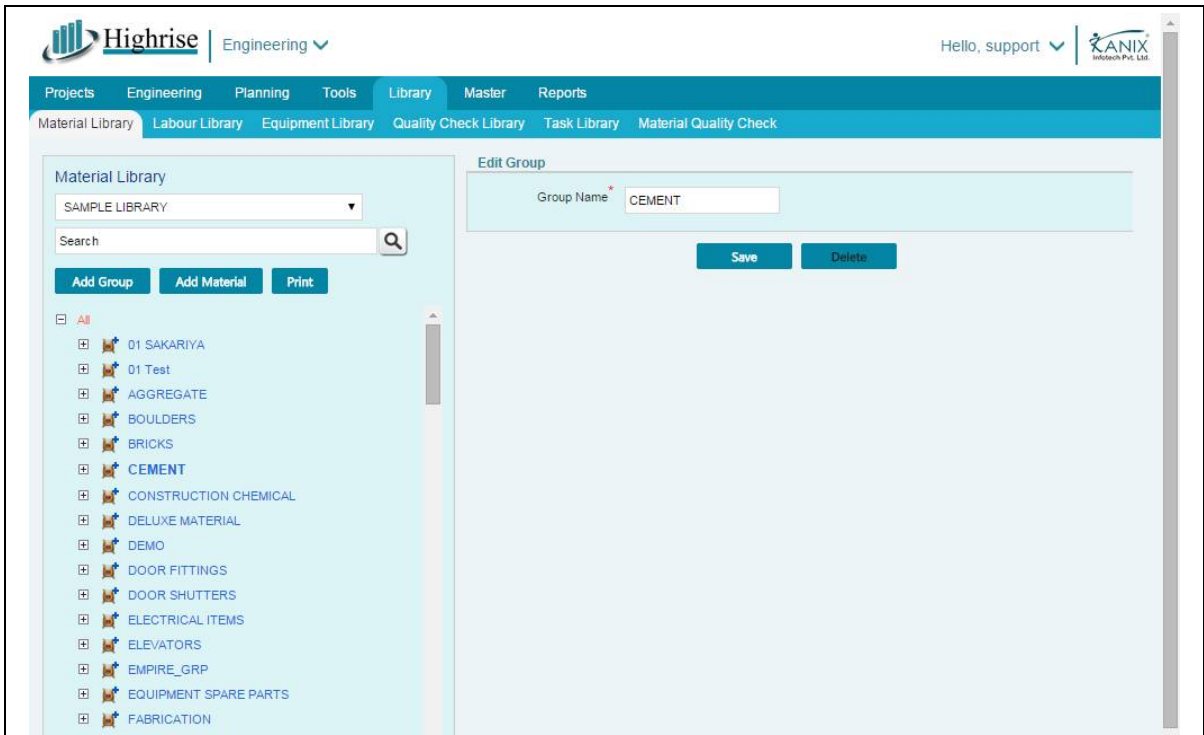 Highrise Engineering Hello, support KANIX
Infotech Pvt. Ltd.
Projects Engineering Planning Tools Library Master Reports
Material Library Labour Library Equipment Library Quality Check Library Task Library Material Quality Check
Material Library
SAMPLE LIBRARY
Search
Add Group Add Material Print
All
01 SAKARIYA
01 Test
AGGREGATE
BOULDERS
BRICKS
CEMENT
CONSTRUCTION CHEMICAL
DELUXE MATERIAL
DEMO
DOOR FITTINGS
DOOR SHUTTERS
ELECTRICAL ITEMS
ELEVATORS
EMPIRE_GRP
EQUIPMENT SPARE PARTS
FABRICATION
Edit Group
Group Name* CEMENT
Save Delete